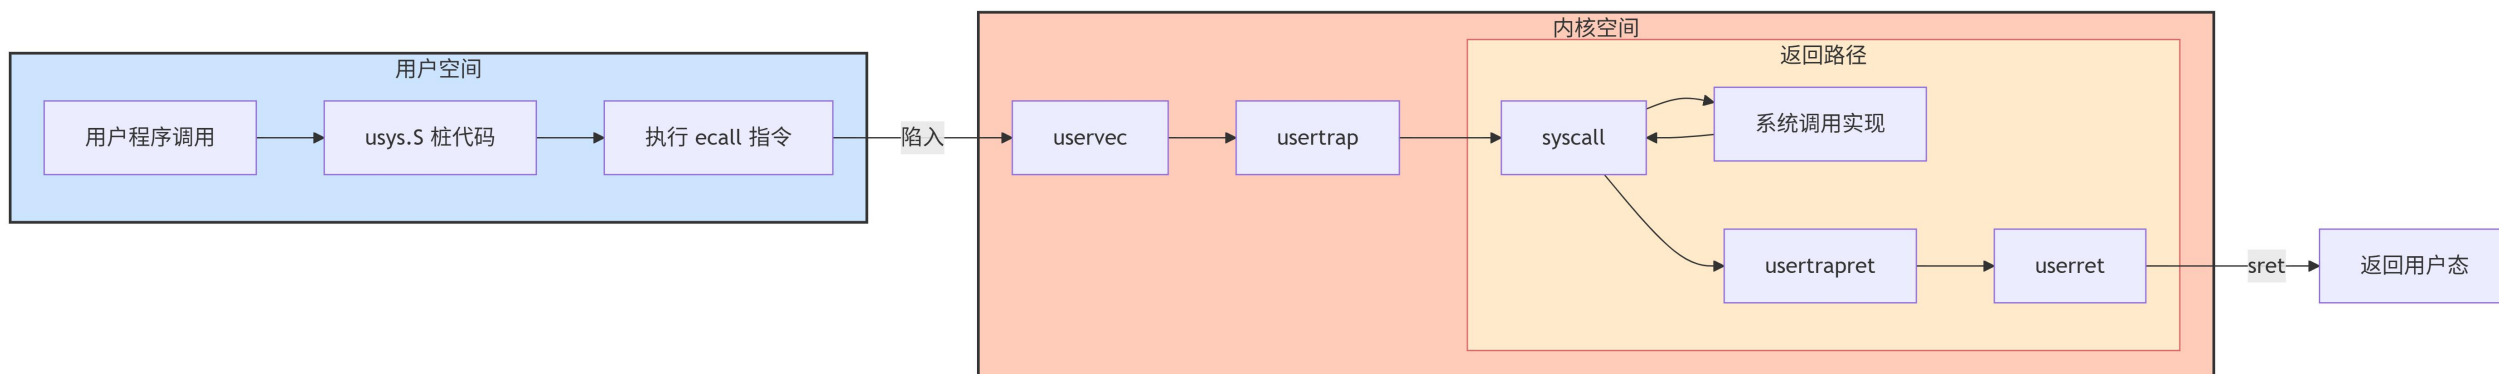 内核空间
用户空间
返回路径
用户程序调用
usys.S 桩代码
执行 ecall 指令
陷入
uservec
usertrap
syscall
系统调用实现
usertrapret
userret
sret
返回用户态